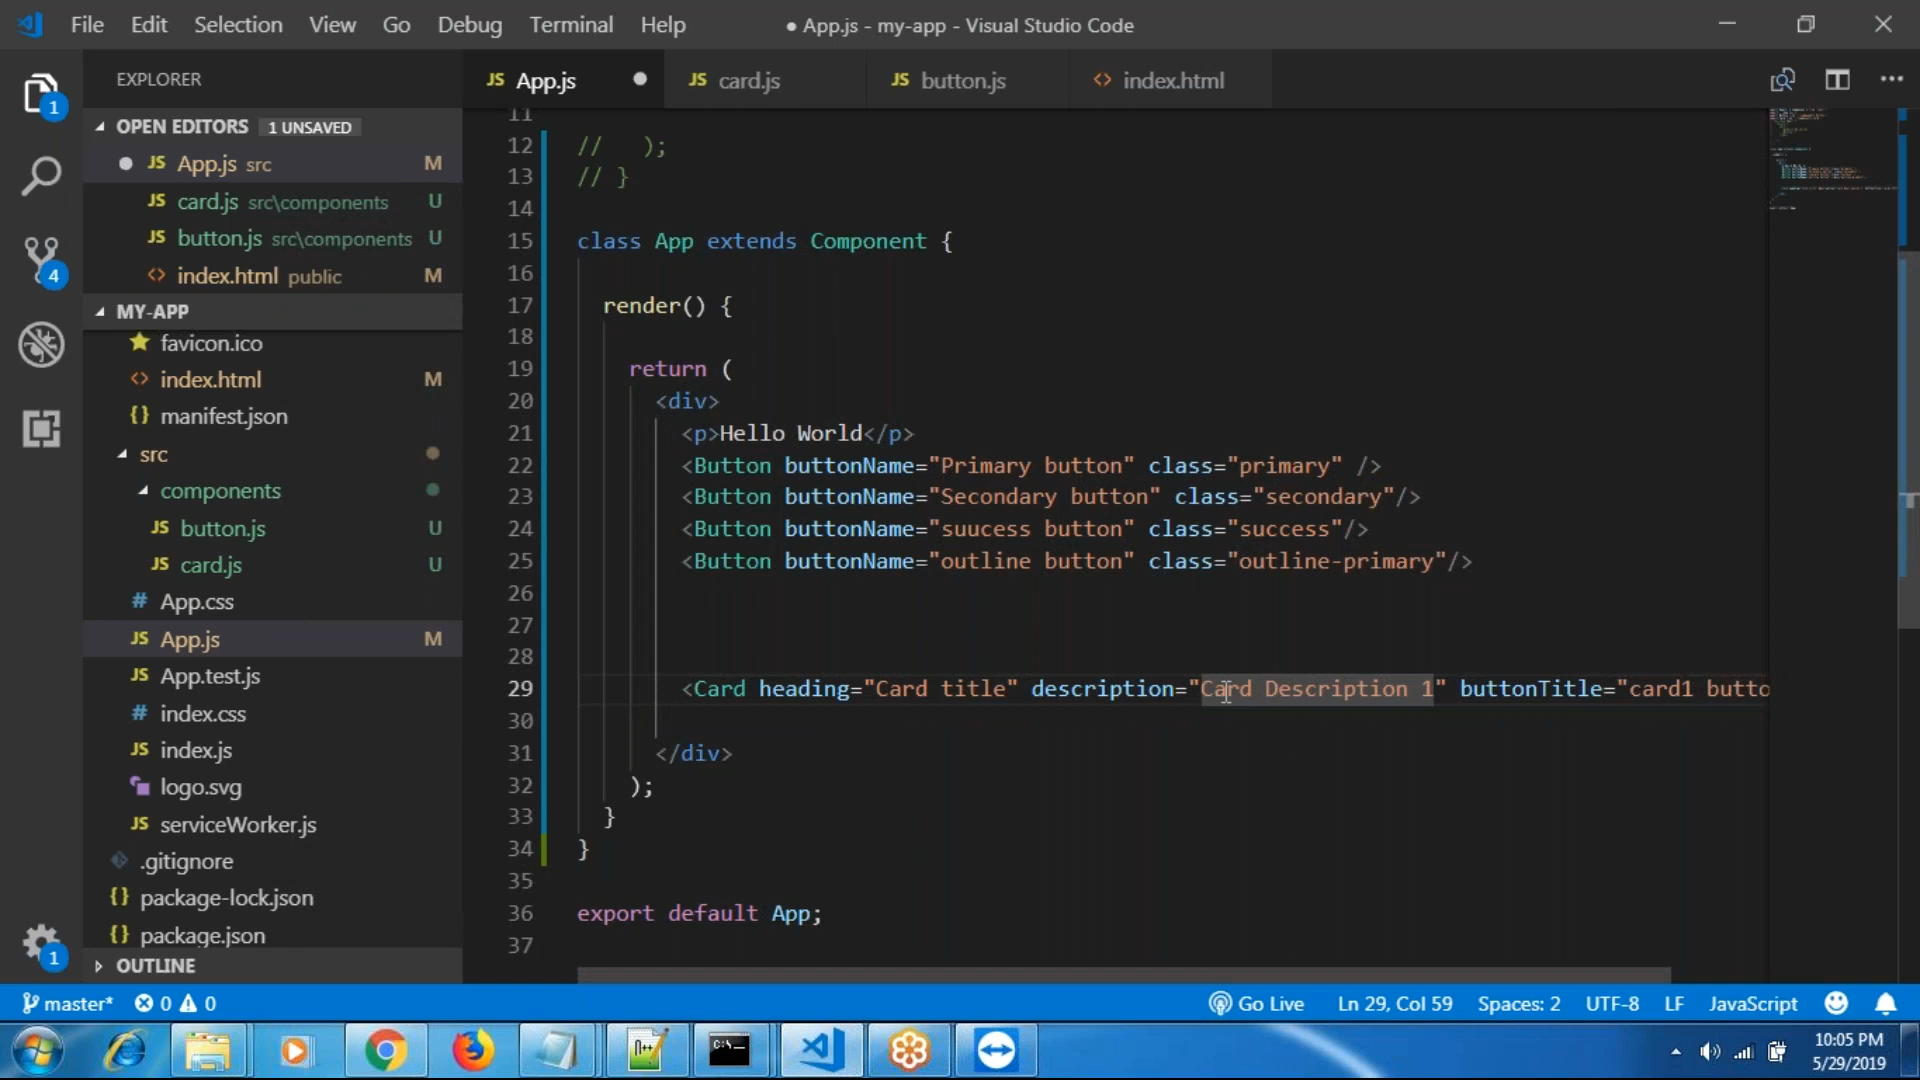 File Edit Selection View Go Debug Terminal Help ● App.js - my-app - Visual Studio Code
EXPLORER
JS App.js JS card.js JS button.js <> index.html
OPEN EDITORS 1 UNSAVED
JS App.js src M
JS card.js src\components U
JS button.js src\components U
<> index.html public M
MY-APP
favicon.ico
<> index.html M
{} manifest.json
src
components
JS button.js U
JS card.js U
# App.css
JS App.js M
JS App.test.js
# index.css
JS index.js
logo.svg
JS serviceWorker.js
.gitignore
{} package-lock.json
{} package.json
OUTLINE
1
4
1
11
12 // );
13 // }
14
15 class App extends Component {
16
17 render() {
18
19 return (
20 <div>
21 <p>Hello World</p>
22 <Button buttonName="Primary button" class="primary" />
23 <Button buttonName="Secondary button" class="secondary"/>
24 <Button buttonName="suucess button" class="success"/>
25 <Button buttonName="outline button" class="outline-primary"/>
26
27
28
29 <Card heading="Card title" description="Card Description 1" buttonTitle="card1 butto
30
31 </div>
32 );
33 }
34 }
35
36 export default App;
37
master* 0 0 Go Live Ln 29, Col 59 Spaces: 2 UTF-8 LF JavaScript
10:05 PM
5/29/2019